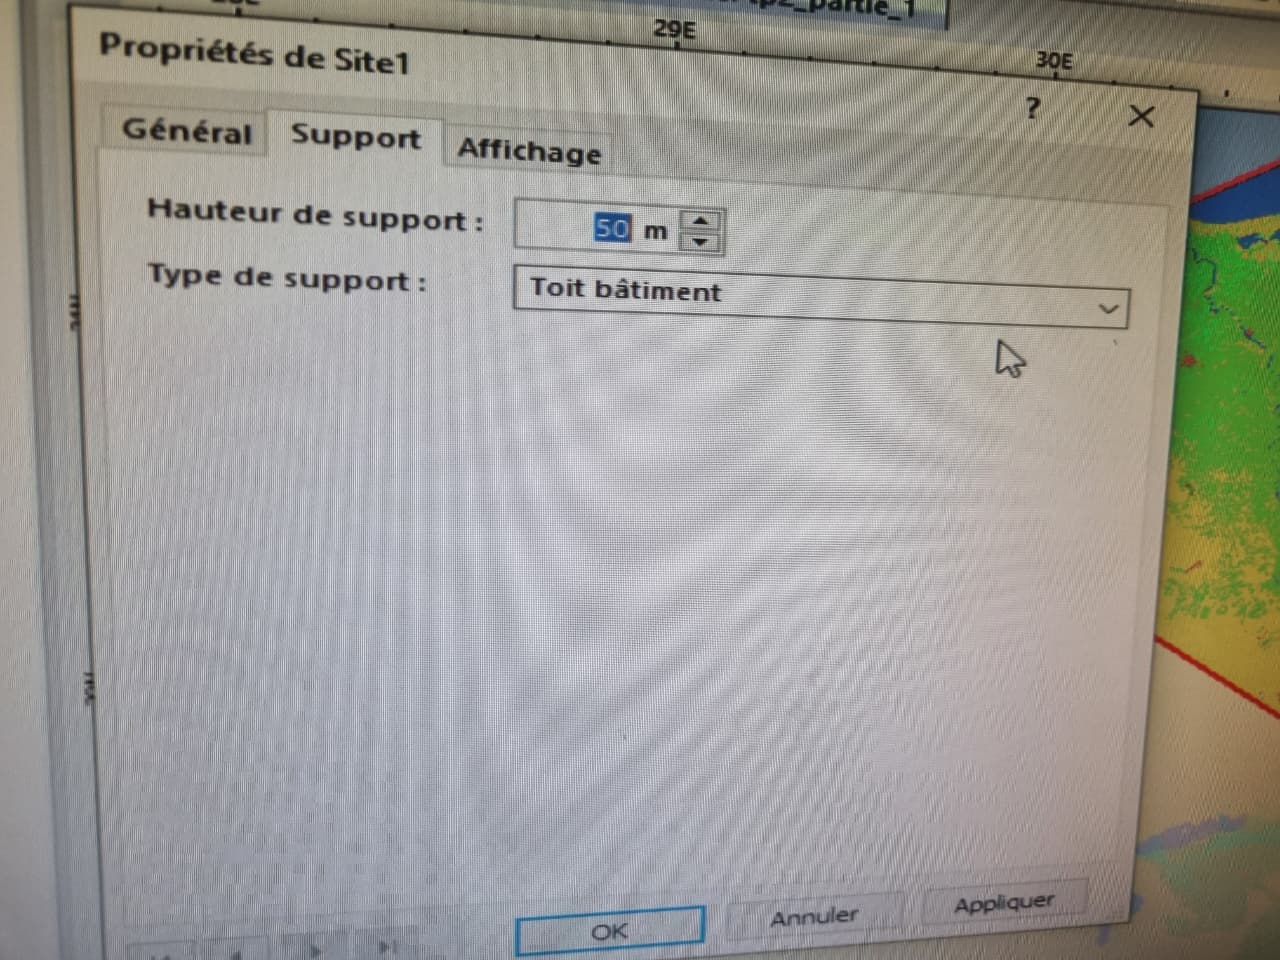 partie_1
29E
30E
Propriétés de Site1
?
Général
Support
Affichage
Hauteur de support :
50 m
Type de support :
Toit bâtiment
OK
Annuler
Appliquer